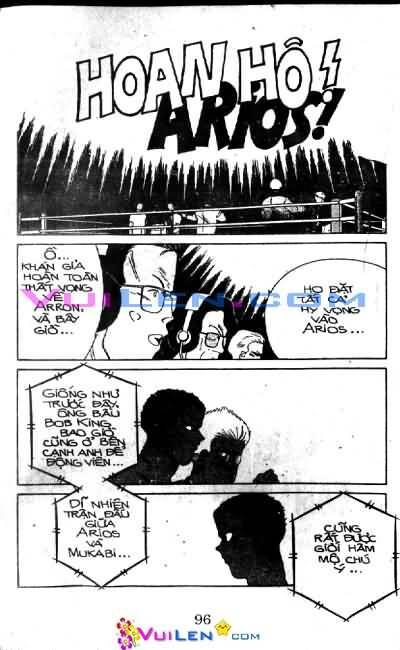 HOAN HÔ!
ARIOS!
Ồ...
KHÁN GIẢ
HOÀN TOÀN
THẤT VỌNG
VỀ
ARRON,
VÀ BÂY
GIỜ...
HỌ ĐẶT
TẤT CẢ
HY VỌNG
VÀO
ARIOS...
VUILEN.COM
GIỐNG NHƯ
TRƯỚC ĐÂY,
ÔNG BẦU
BOB KING
BAO GIỜ
CŨNG Ở BÊN
CẠNH ANH ĐỂ
ĐỘNG VIÊN...
DĨ NHIÊN
TRẬN ĐẤU
GIỮA
ARIOS
VÀ
MUKABI...
CŨNG
RẤT ĐƯỢC
GIỚI HÂM
MỘ CHÚ
Ý...
96
VUILEN.COM